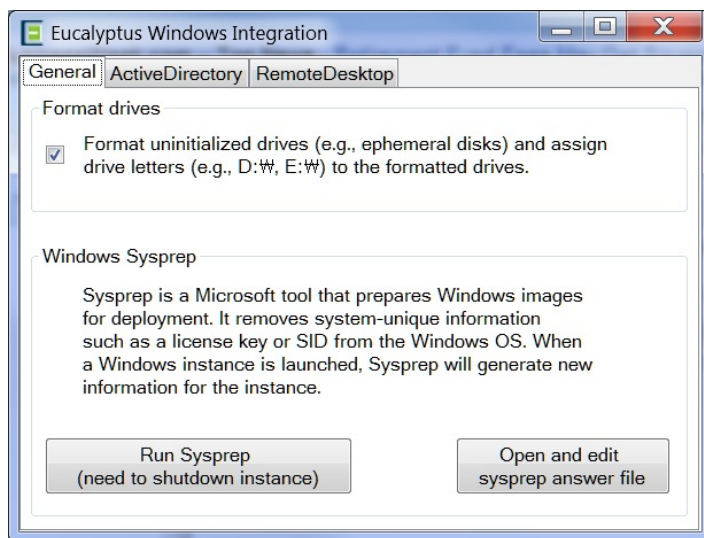 Eucalyptus Windows Integration
General ActiveDirectory RemoteDesktop
Format drives
Format uninitialized drives (e.g., ephemeral disks) and assign
drive letters (e.g., D:₩, E:₩) to the formatted drives.
Windows Sysprep
Sysprep is a Microsoft tool that prepares Windows images
for deployment. It removes system-unique information
such as a license key or SID from the Windows OS. When
a Windows instance is launched, Sysprep will generate new
information for the instance.
Run Sysprep
(need to shutdown instance)
Open and edit
sysprep answer file